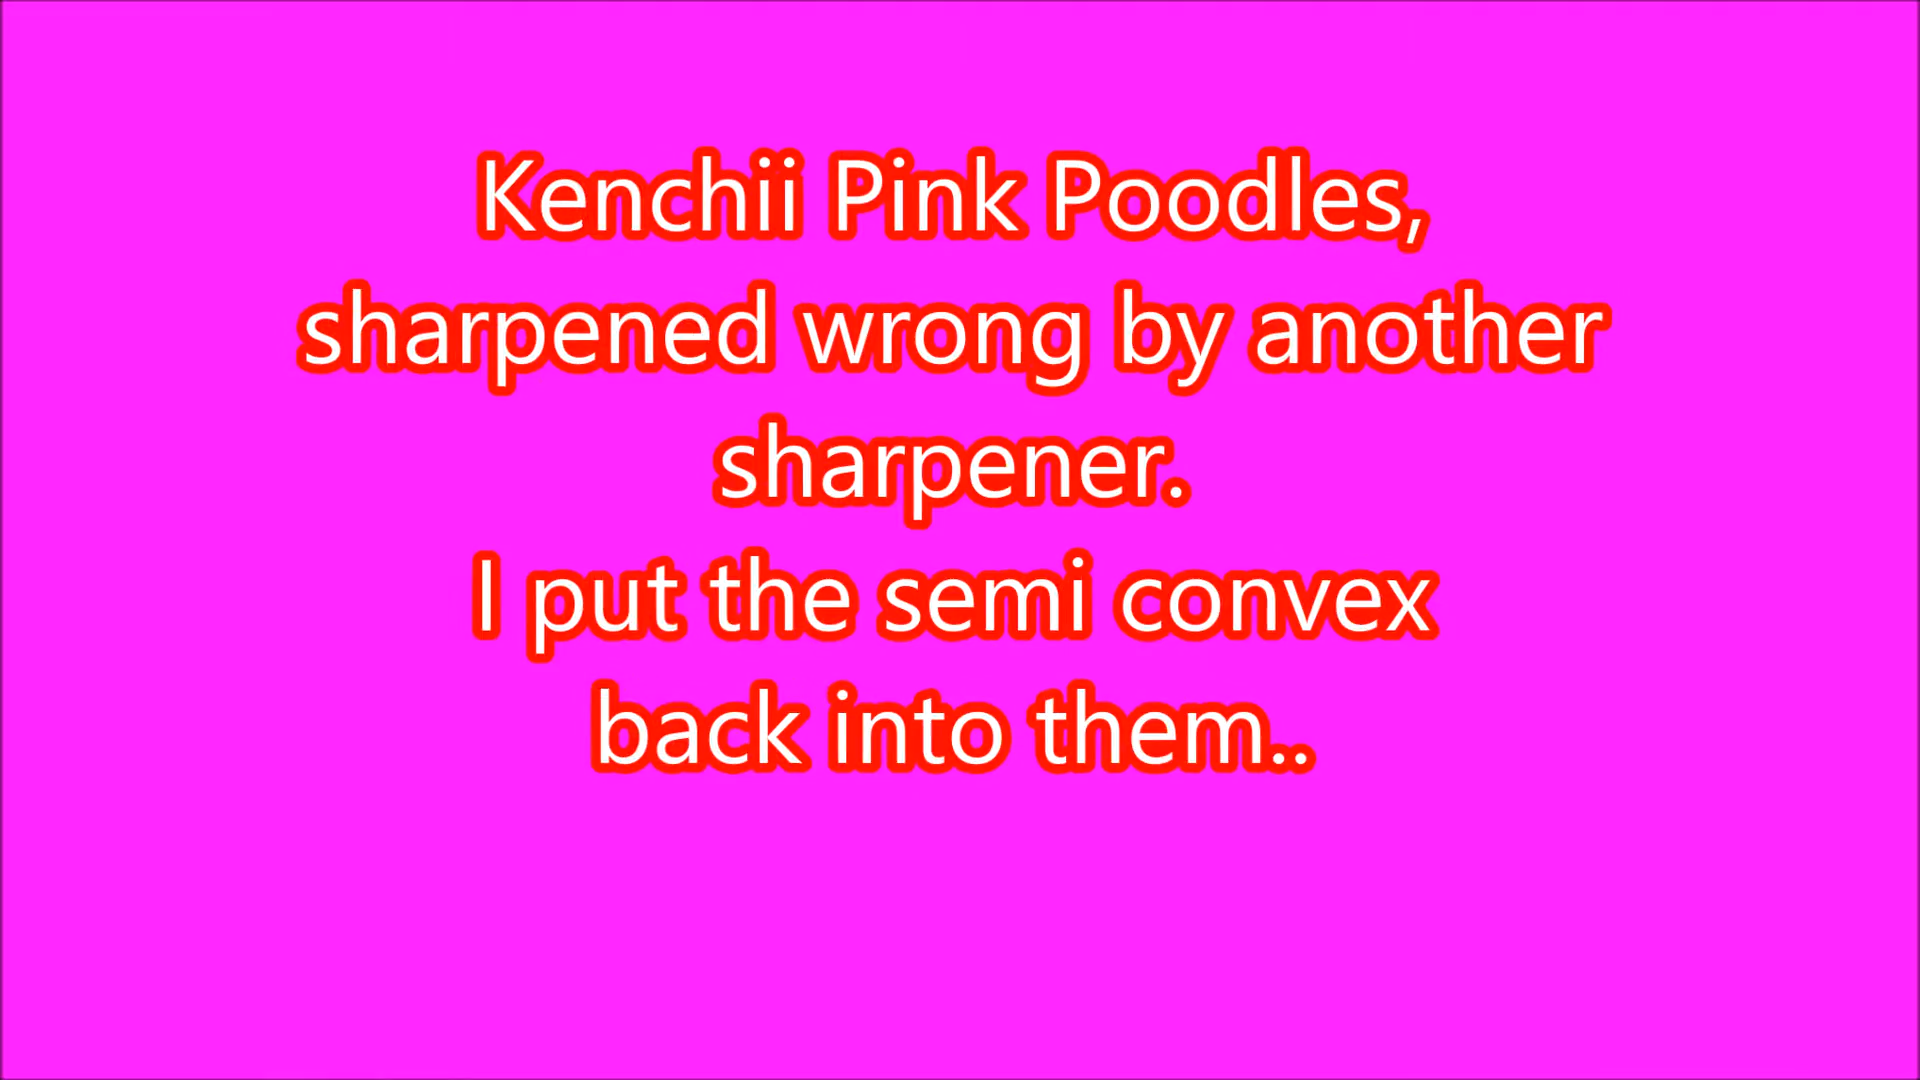 Kenchii Pink Poodles,
sharpened wrong by another
sharpener.
I put the semi convex
back into them..